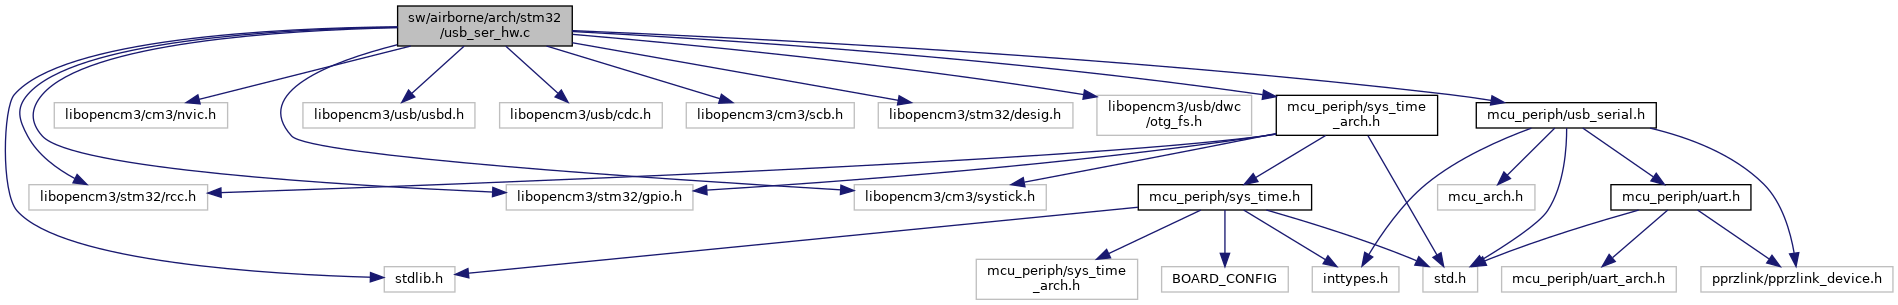 sw/airborne/arch/stm32
/usb_ser_hw.c
libopencm3/cm3/nvic.h
libopencm3/usb/usbd.h
libopencm3/usb/cdc.h
libopencm3/cm3/scb.h
libopencm3/stm32/desig.h
libopencm3/usb/dwc
/otg_fs.h
mcu_periph/sys_time
_arch.h
mcu_periph/usb_serial.h
libopencm3/stm32/rcc.h
libopencm3/stm32/gpio.h
libopencm3/cm3/systick.h
mcu_periph/sys_time.h
mcu_arch.h
mcu_periph/uart.h
stdlib.h
mcu_periph/sys_time
_arch.h
BOARD_CONFIG
inttypes.h
std.h
mcu_periph/uart_arch.h
pprzlink/pprzlink_device.h